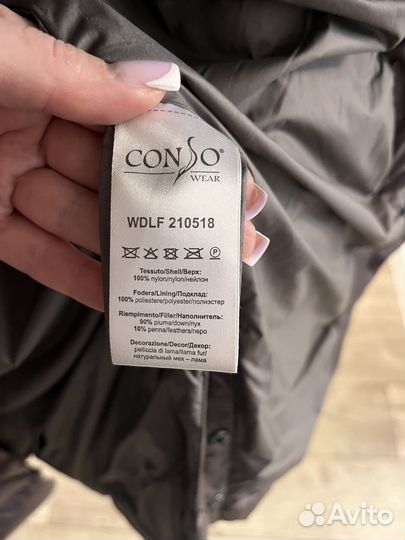 CONSO®
WEAR
WDLF 210518
P
Tessuto/Shell/Верх:
100% nylon/nylon/нейлон
Fodera/Lining/Подклад:
100% poliestere/polyester/полиэстер
Riempimento/Filler/Наполнитель:
90% piuma/down/пух
10% penna/feathers/перо
Decorazione/Decor/Декор:
pelliccia di lama/llama fur/
натуральный мех - лама
Avito